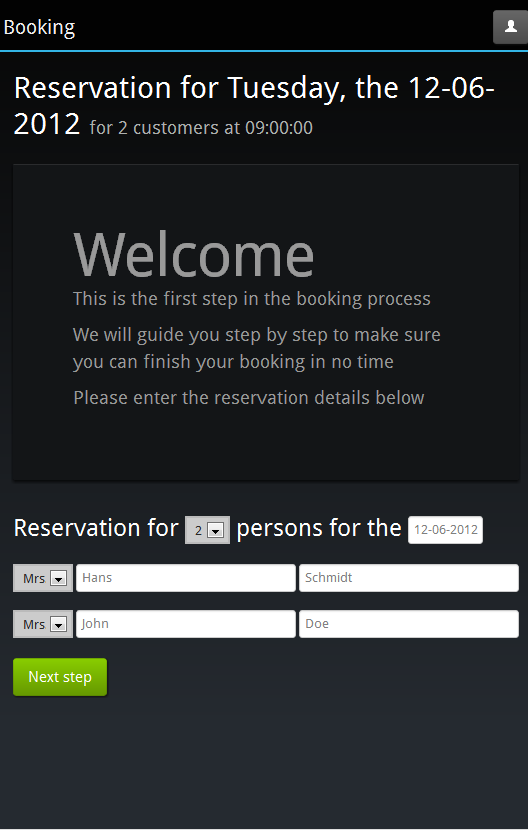 Booking
Reservation for Tuesday, the 12-06-
2012 for 2 customers at 09:00:00
Welcome
This is the first step in the booking process
We will guide you step by step to make sure
you can finish your booking in no time
Please enter the reservation details below
Reservation for 2 persons for the 12-06-2012
Mrs Hans Schmidt
Mrs John Doe
Next step